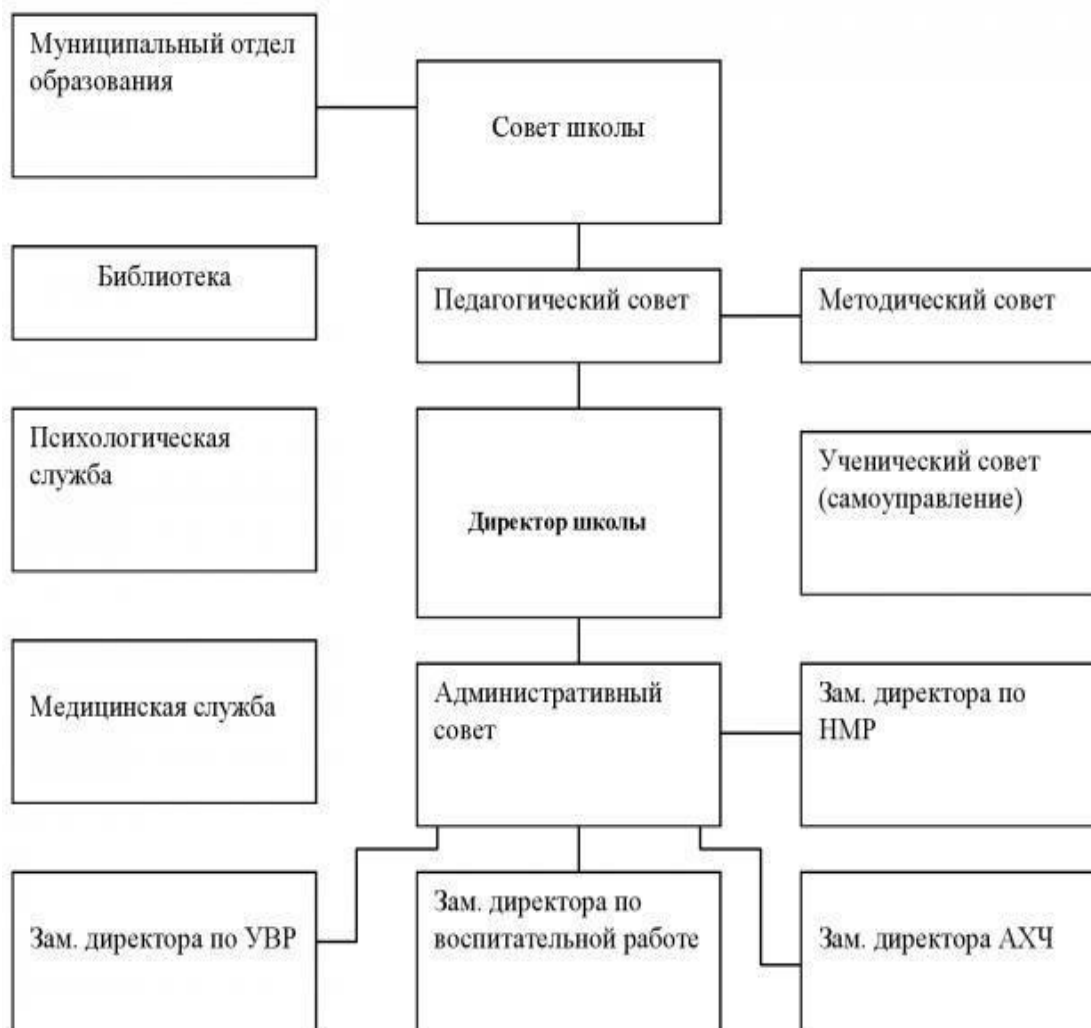 Муниципальный отдел
образования
Совет школы
Библиотека
Педагогический совет
Методический совет
Психологическая
служба
Директор школы
Ученический совет
(самоуправление)
Медицинская служба
Административный
совет
Зам. директора по
НМР
Зам. директора по УВР
Зам. директора по
воспитательной работе
Зам. директора АХЧ